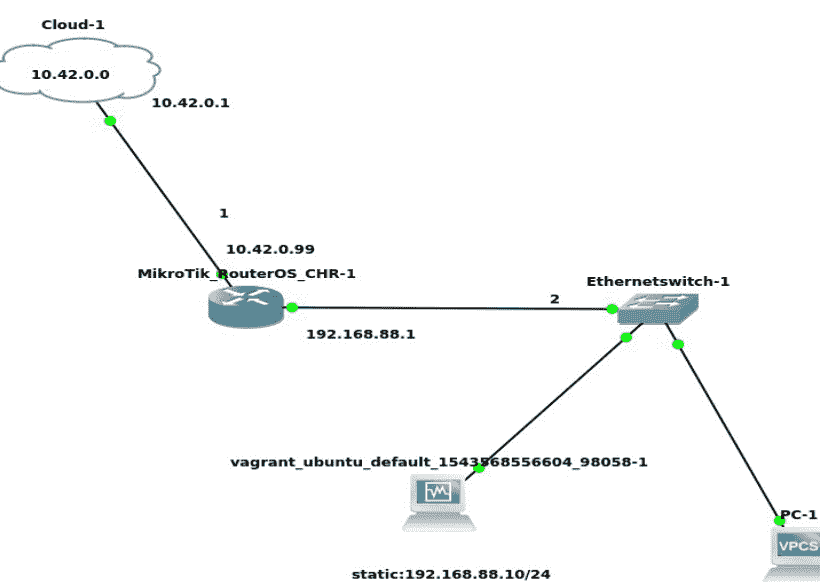 Cloud-1
10.42.0.0
10.42.0.1
1
10.42.0.99
MikroTik_RouterOS_CHR-1
Ethernetswitch-1
2
192.168.88.1
vagrant_ubuntu_default_1543568556604_98058-1
PC-1
VPCS
static:192.168.88.10/24